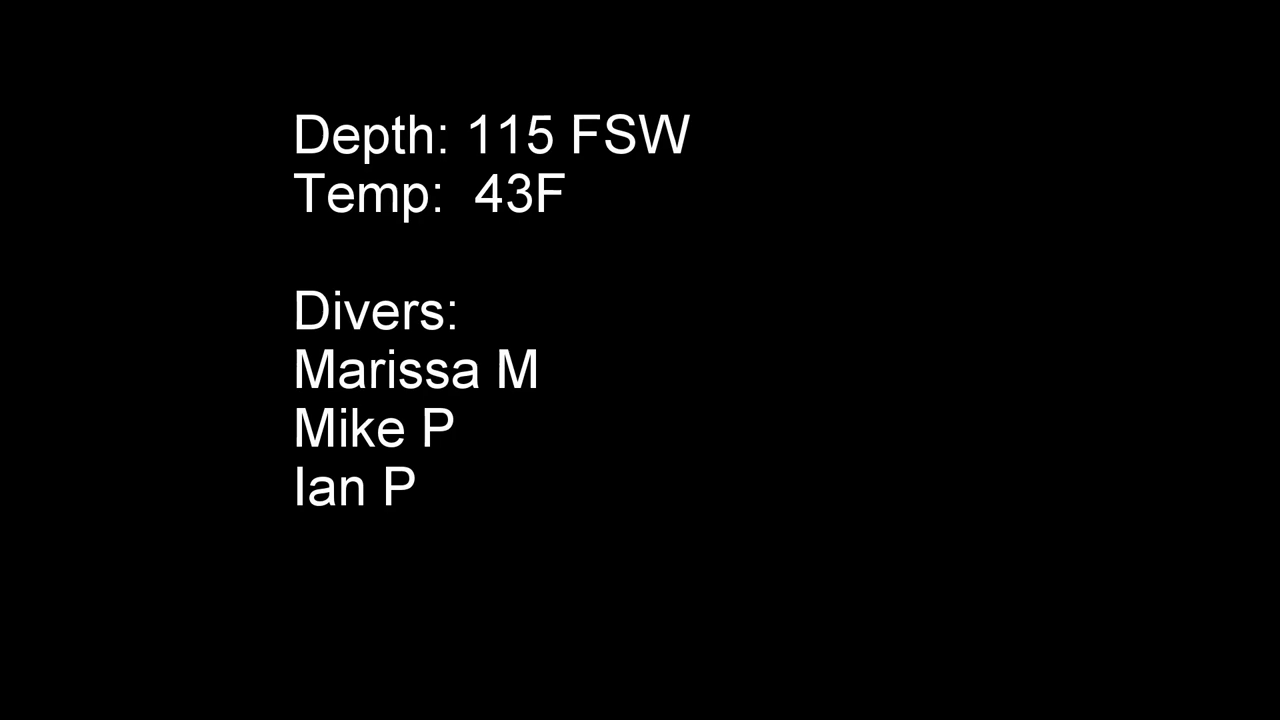 Depth: 115 FSW
Temp:  43F
Divers:
Marissa M
Mike P
Ian P